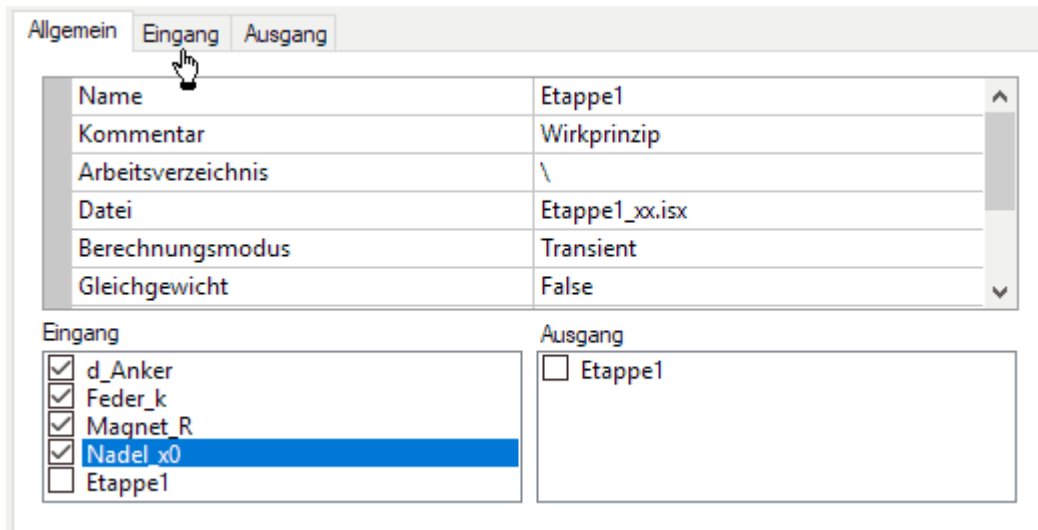 Allgemein Eingang Ausgang
Name Etappe1
Kommentar Wirkprinzip
Arbeitsverzeichnis \
Datei Etappe1_xx.isx
Berechnungsmodus Transient
Gleichgewicht False
Eingang Ausgang
d_Anker Etappe1
Feder_k
Magnet_R
Nadel_x0
Etappe1